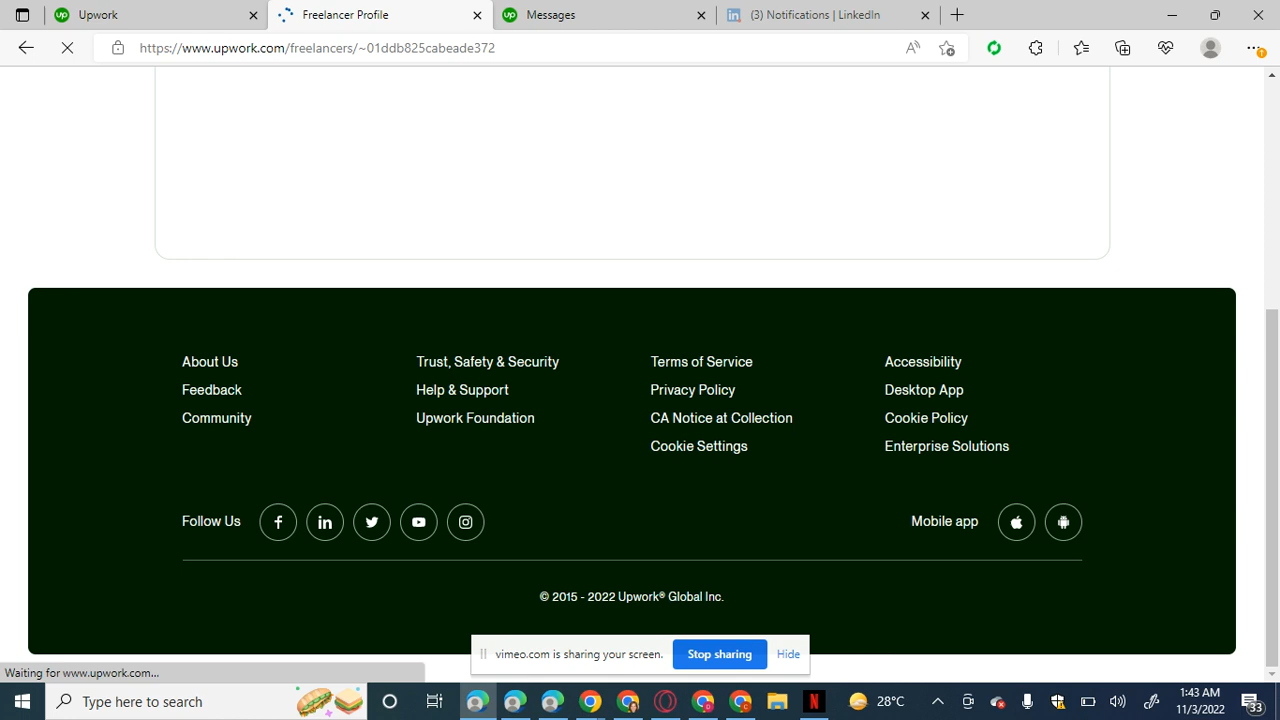 Upwork
Freelancer Profile
Messages
(3) Notifications | LinkedIn
https://www.upwork.com/freelancers/~01ddb825cabeade372
About Us
Feedback
Community
Trust, Safety & Security
Help & Support
Upwork Foundation
Terms of Service
Privacy Policy
CA Notice at Collection
Cookie Settings
Accessibility
Desktop App
Cookie Policy
Enterprise Solutions
Follow Us
Mobile app
© 2015 - 2022 Upwork® Global Inc.
vimeo.com is sharing your screen.
Stop sharing
Hide
Waiting for www.upwork.com...
Type here to search
28°C
1:43 AM
11/3/2022
33